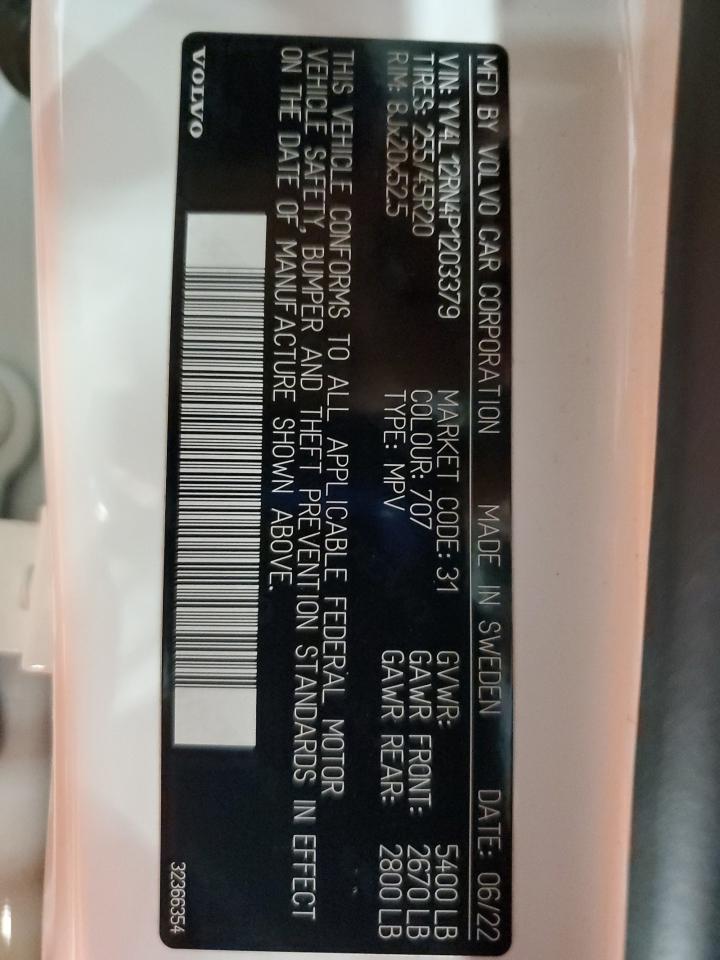 MFD BY VOLVO CAR CORPORATION MADE IN SWEDEN DATE: 06/22
VIN: YV4L12RN4P1203379 MARKET CODE: 31 GVWR: 5400 LB
TIRES: 255/45R20 COLOUR: 707 GAWR FRONT: 2670 LB
RIM: 8Jx20x52.5 TYPE: MPV GAWR REAR: 2800 LB
THIS VEHICLE CONFORMS TO ALL APPLICABLE FEDERAL MOTOR
VEHICLE SAFETY, BUMPER AND THEFT PREVENTION STANDARDS IN EFFECT
ON THE DATE OF MANUFACTURE SHOWN ABOVE.
VOLVO 32366354